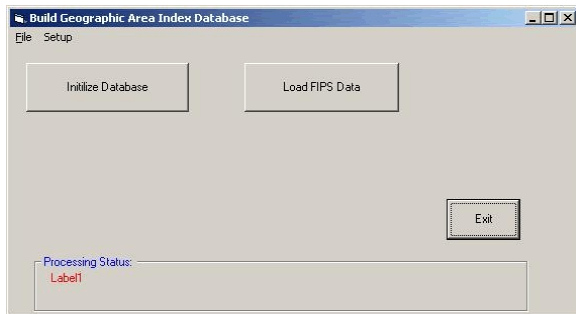 Build Geographic Area Index Database
File Setup
Initilize Database Load FIPS Data
Exit
Processing Status:
Label1